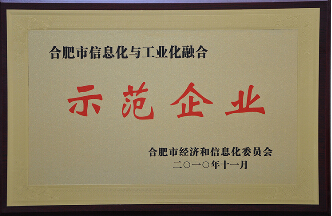 合肥市信息化与工业化融合
示范企业
合肥市经济和信息化委员会
二〇一〇年十一月